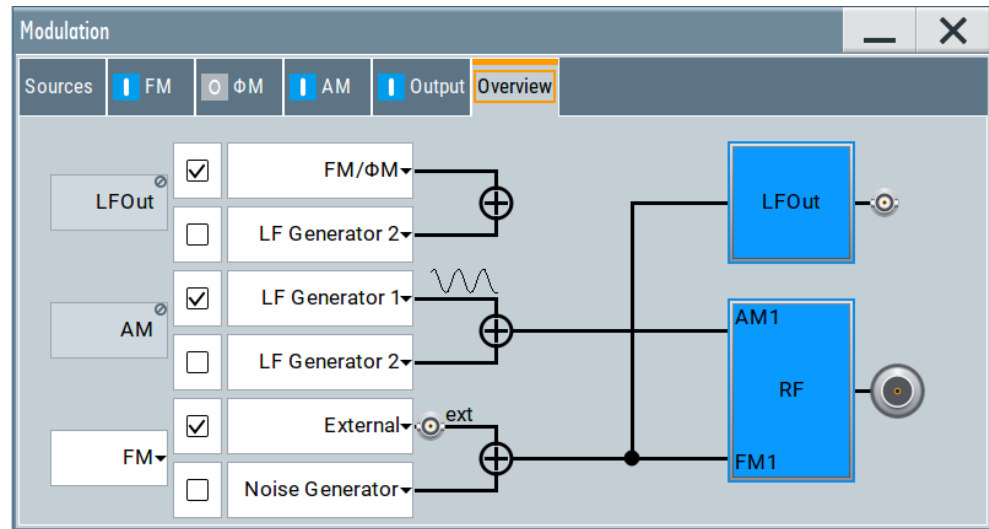 Modulation
Sources
FM
O ΦM
AM
Output
Overview
LFOut
FM/ΦM
LF Generator 2
LFOut
AM
LF Generator 1
LF Generator 2
AM1
RF
FM1
FM
External
ext
Noise Generator